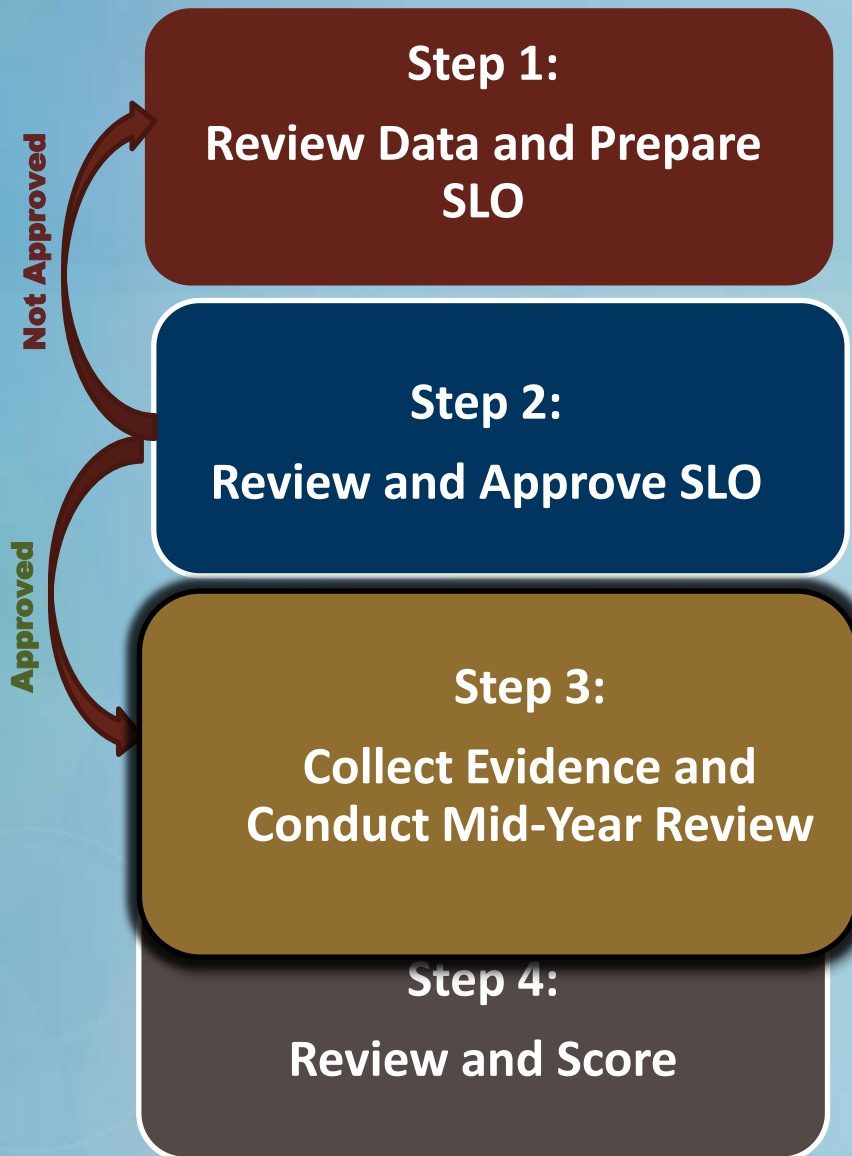 Step 1:
Review Data and Prepare
SLO
Not Approved
Step 2:
Review and Approve SLO
Approved
Step 3:
Collect Evidence and
Conduct Mid-Year Review
Step 4:
Review and Score